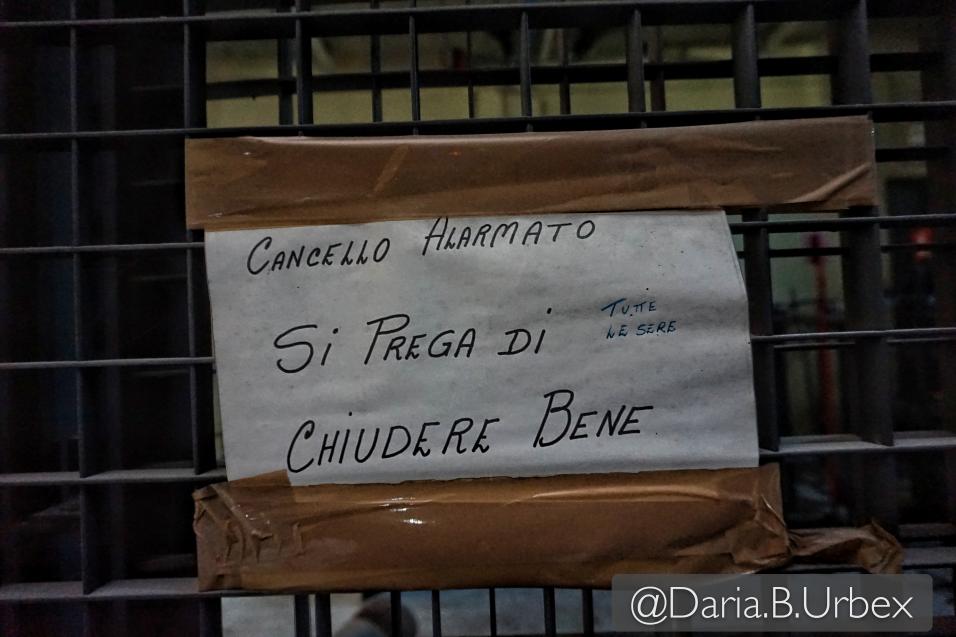 CANCELLO ALARMATO
Si PREGA Di
TUTTE
LE SERE
CHIUDERE BENE
@Daria.B.Urbex